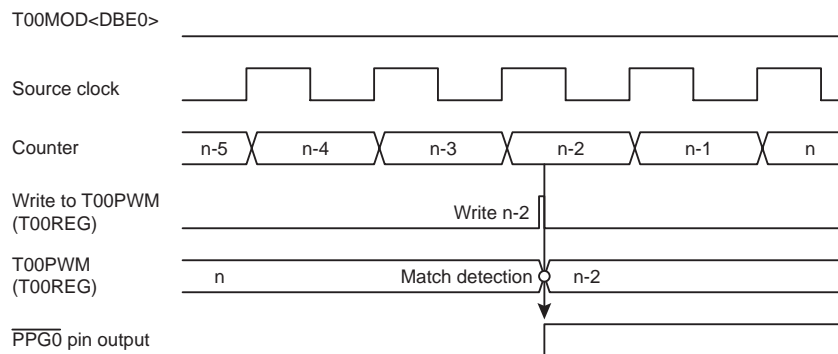 T00MOD<DBE0>
Source clock
Counter n-5 n-4 n-3 n-2 n-1 n
Write to T00PWM
(T00REG) Write n-2
T00PWM
(T00REG) n Match detection n-2
PPG0 pin output